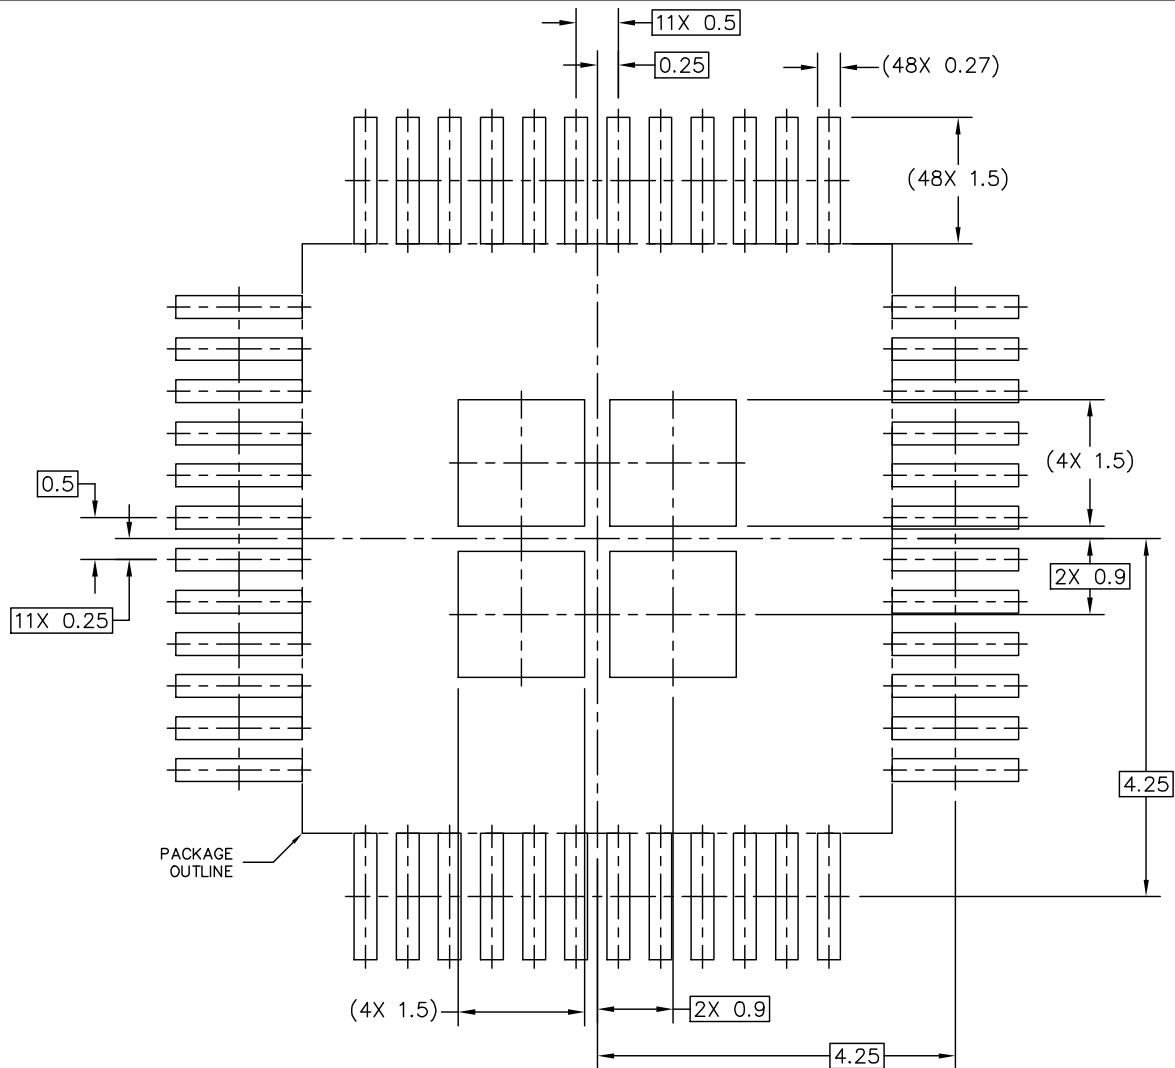 11X 0.5
0.25
(48X 0.27)
(48X 1.5)
(4X 1.5)
0.5
2X 0.9
11X 0.25
4.25
PACKAGE
OUTLINE
(4X 1.5)
2X 0.9
4.25